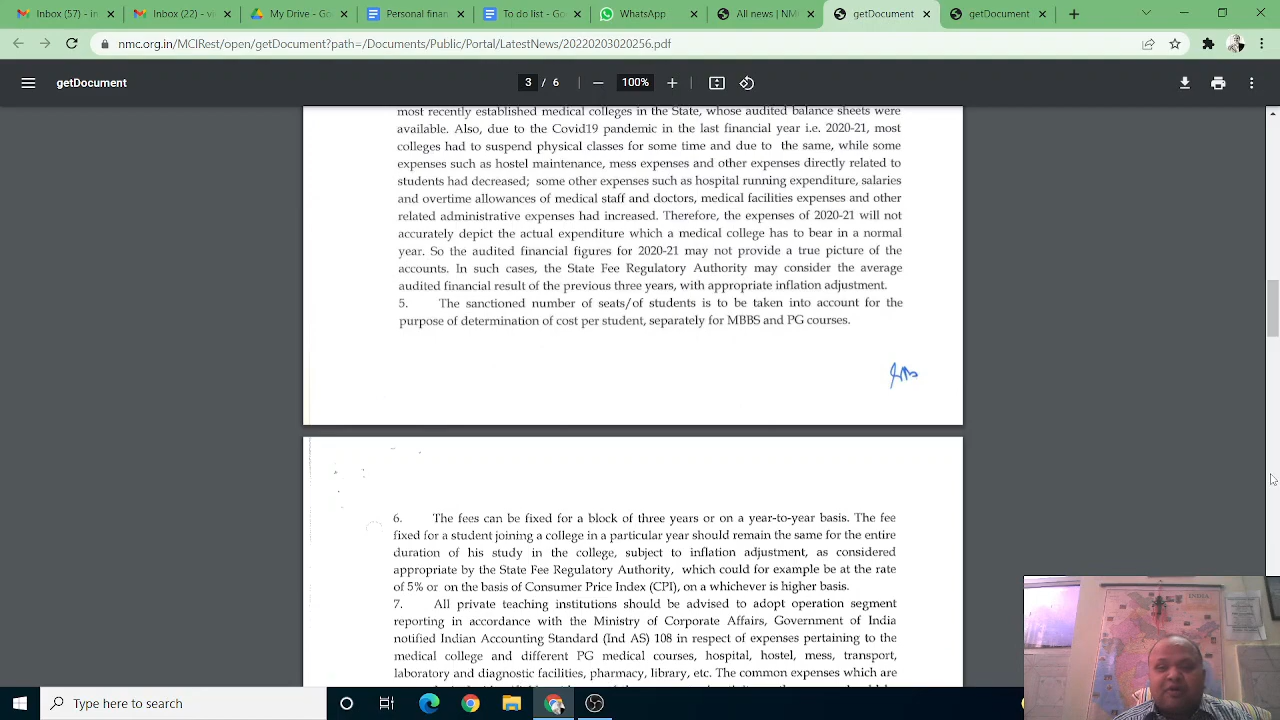 Inbox (57) - in
Inbox (22) - v
My Drive - Go
Personal finan
To do list - Go
WhatsApp
All news | NM
getDocument
getDocument
nmc.org.in/MCIRest/open/getDocument?path=/Documents/Public/Portal/LatestNews/20220203020256.pdf
getDocument
3 / 6
100%
most recently established medical colleges in the State, whose audited balance sheets were
available. Also, due to the Covid19 pandemic in the last financial year i.e. 2020-21, most
colleges had to suspend physical classes for some time and due to the same, while some
expenses such as hostel maintenance, mess expenses and other expenses directly related to
students had decreased; some other expenses such as hospital running expenditure, salaries
and overtime allowances of medical staff and doctors, medical facilities expenses and other
related administrative expenses had increased. Therefore, the expenses of 2020-21 will not
accurately depict the actual expenditure which a medical college has to bear in a normal
year. So the audited financial figures for 2020-21 may not provide a true picture of the
accounts. In such cases, the State Fee Regulatory Authority may consider the average
audited financial result of the previous three years, with appropriate inflation adjustment.
5. The sanctioned number of seats/of students is to be taken into account for the
purpose of determination of cost per student, separately for MBBS and PG courses.
6. The fees can be fixed for a block of three years or on a year-to-year basis. The fee
fixed for a student joining a college in a particular year should remain the same for the entire
duration of his study in the college, subject to inflation adjustment, as considered
appropriate by the State Fee Regulatory Authority, which could for example be at the rate
of 5% or on the basis of Consumer Price Index (CPI), on a whichever is higher basis.
7. All private teaching institutions should be advised to adopt operation segment
reporting in accordance with the Ministry of Corporate Affairs, Government of India
notified Indian Accounting Standard (Ind AS) 108 in respect of expenses pertaining to the
medical college and different PG medical courses, hospital, hostel, mess, transport,
laboratory and diagnostic facilities, pharmacy, library, etc. The common expenses which are
INDIA
Type here to search